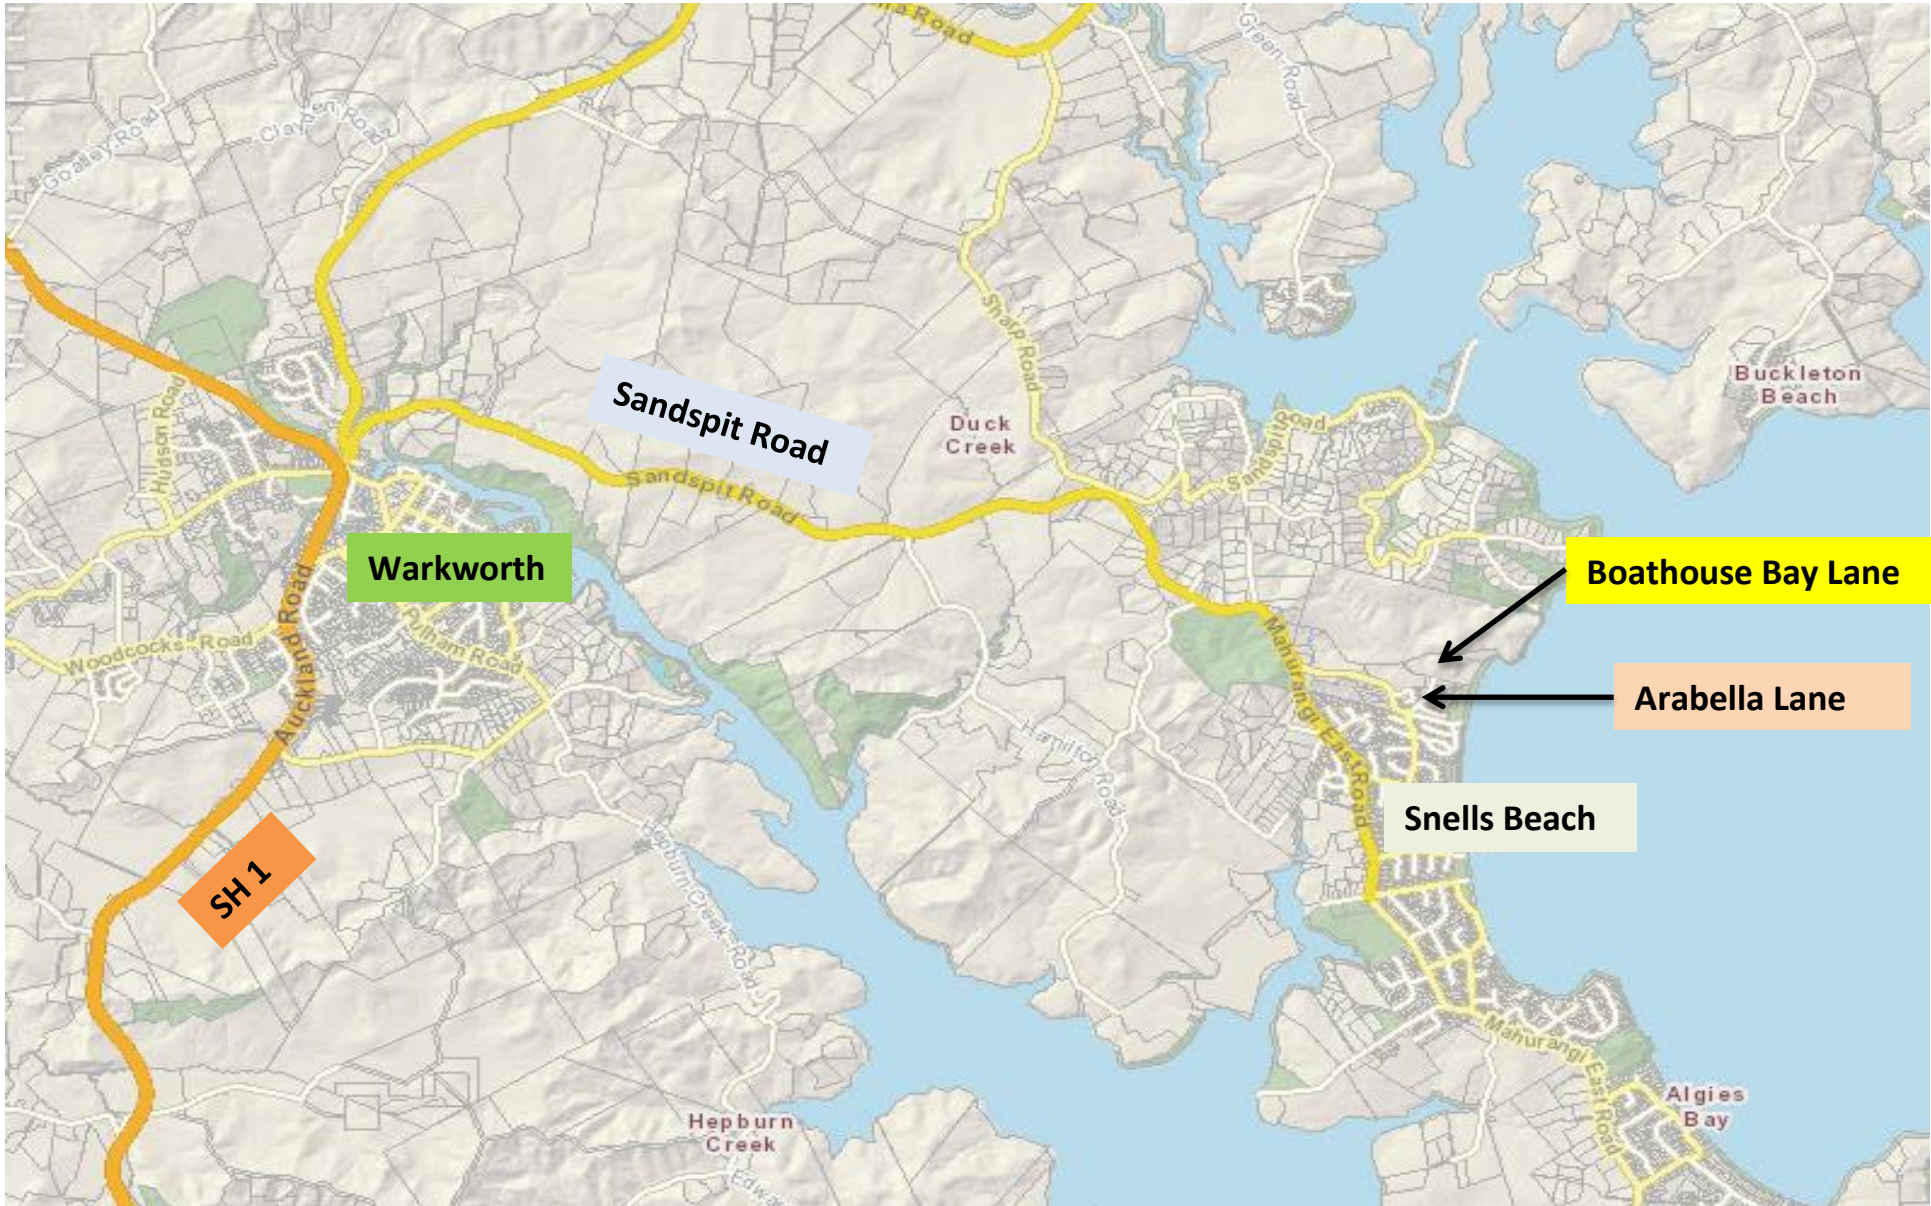 ra Road
Green Road
Goatley Road
Clayden Road
Sharp Road
Hudson Road
Sandspit Road
Duck
Creek
Sandspit Road
Buckleton
Beach
Sandspit Road
Warkworth
Boathouse Bay Lane
Auckland Road
Woodcocks Road
Pulham Road
Mahurangi East Road
Arabella Lane
Hamilton Road
Snells Beach
SH 1
Hepburn Creek Road
Mahurangi East Road
Algies
Bay
Hepburn
Creek